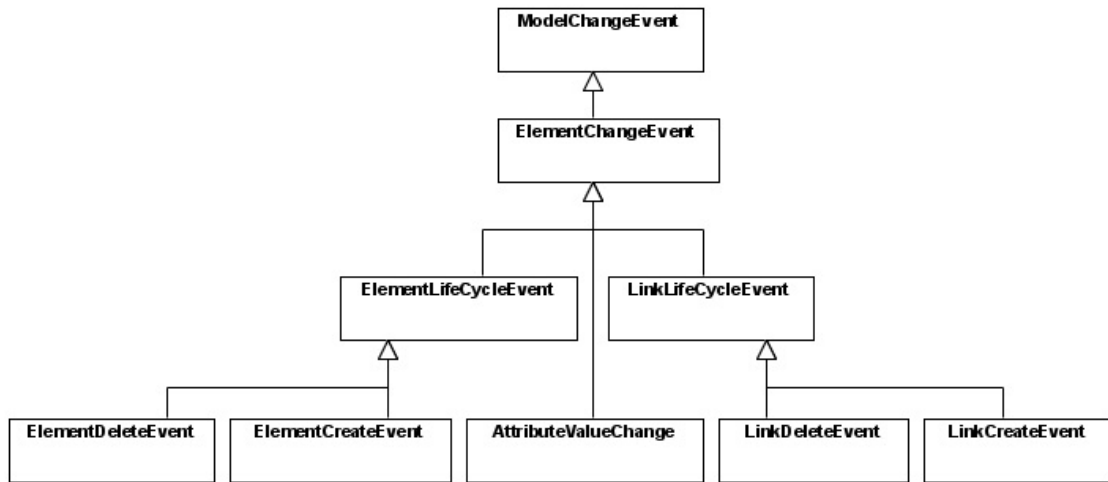 ModelChangeEvent
ElementChangeEvent
ElementLifeCycleEvent
LinkLifeCycleEvent
ElementDeleteEvent
ElementCreateEvent
AttributeValueChange
LinkDeleteEvent
LinkCreateEvent